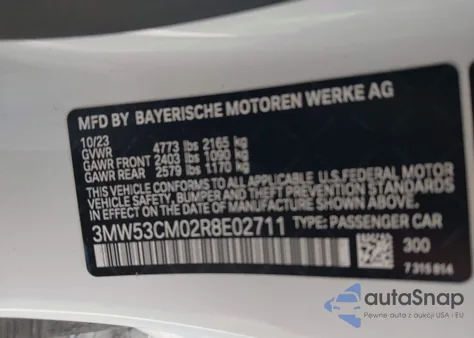 MFD BY BAYERISCHE MOTOREN WERKE AG
10/23
GVWR 4773 lbs 2165 kg
GAWR FRONT 2403 lbs 1090 kg
GAWR REAR 2579 lbs 1170 kg
THIS VEHICLE CONFORMS TO ALL APPLICABLE U.S. FEDERAL MOTOR
VEHICLE SAFETY, BUMPER, AND THEFT PREVENTION STANDARDS
IN EFFECT ON THE DATE OF MANUFACTURE SHOWN ABOVE.
3MW53CM02R8E02711 TYPE: PASSENGER CAR
300
7 315 814
autoSnap
Pewne auta z aukcji USA i EU